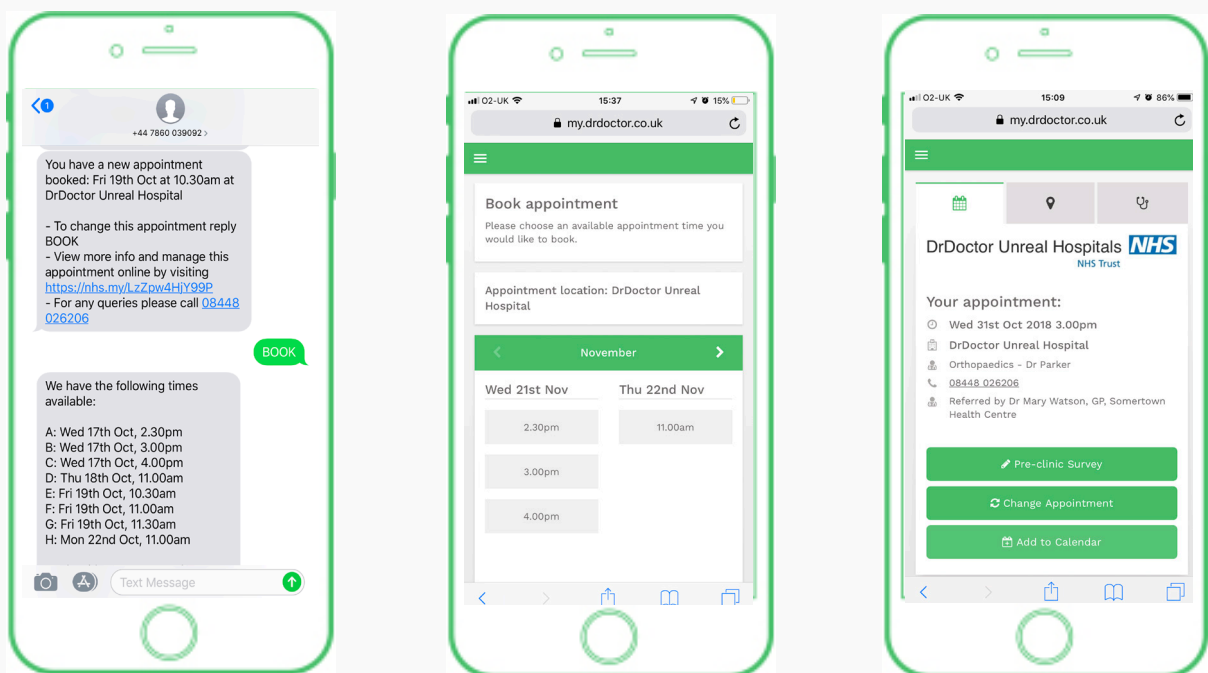 1
+44 7860 039092 >
You have a new appointment
booked: Fri 19th Oct at 10.30am at
DrDoctor Unreal Hospital
- To change this appointment reply
BOOK
- View more info and manage this
appointment online by visiting
https://nhs.my/LzZpw4HjY99P
- For any queries please call 08448
026206
BOOK
We have the following times
available:
A: Wed 17th Oct, 2.30pm
B: Wed 17th Oct, 3.00pm
C: Wed 17th Oct, 4.00pm
D: Thu 18th Oct, 11.00am
E: Fri 19th Oct, 10.30am
F: Fri 19th Oct, 11.00am
G: Fri 19th Oct, 11.30am
H: Mon 22nd Oct, 11.00am
Text Message
O2-UK 15:37 15%
my.drdoctor.co.uk
Book appointment
Please choose an available appointment time you
would like to book.
Appointment location: DrDoctor Unreal
Hospital
November
Wed 21st Nov Thu 22nd Nov
2.30pm 11.00am
3.00pm
4.00pm
O2-UK 15:09 86%
my.drdoctor.co.uk
DrDoctor Unreal Hospitals NHS
NHS Trust
Your appointment:
Wed 31st Oct 2018 3.00pm
DrDoctor Unreal Hospital
Orthopaedics - Dr Parker
08448 026206
Referred by Dr Mary Watson, GP, Somertown
Health Centre
Pre-clinic Survey
Change Appointment
Add to Calendar